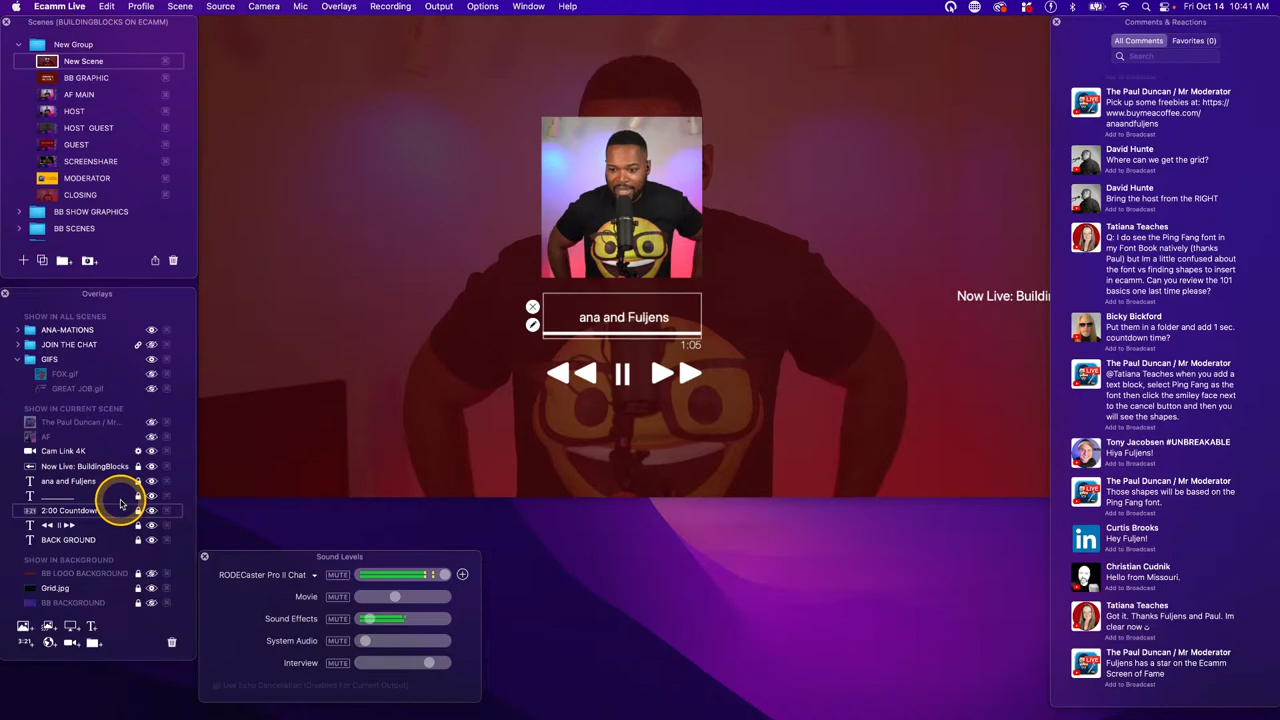 Ecamm Live Edit Profile Scene Source Camera Mic Overlays Recording Output Options Window Help
Fri Oct 14 10:41 AM
Scenes (BUILDINGBLOCKS ON ECAMM)
New Group
New Scene
BB GRAPHIC
AF MAIN
HOST
HOST GUEST
GUEST
SCREENSHARE
MODERATOR
CLOSING
BB SHOW GRAPHICS
BB SCENES
Overlays
SHOW IN ALL SCENES
ANA-MATIONS
JOIN THE CHAT
GIFS
FOX.gif
GREAT JOB.gif
SHOW IN CURRENT SCENE
The Paul Duncan / Mr...
AF
Cam Link 4K
Now Live: BuildingBlocks
ana and Fuljens
2:00 Countdown
◀◀ II ▶▶
BACK GROUND
SHOW IN BACKGROUND
BB LOGO BACKGROUND
Grid.jpg
BB BACKGROUND
ana and Fuljens
1:05
Now Live: Buildin
Sound Levels
RODECaster Pro II Chat MUTE
Movie MUTE
Sound Effects MUTE
System Audio MUTE
Interview MUTE
Use Echo Cancellation (Disabled For Current Output)
Comments & Reactions
All Comments Favorites (0)
Search
The Paul Duncan / Mr Moderator
Pick up some freebies at: https://
www.buymeacoffee.com/
anaandfuljens
Add to Broadcast
David Hunte
Where can we get the grid?
Add to Broadcast
David Hunte
Bring the host from the RIGHT
Add to Broadcast
Tatiana Teaches
Q: I do see the Ping Fang font in
my Font Book natively (thanks
Paul) but Im a little confused about
the font vs finding shapes to insert
in ecamm. Can you review the 101
basics one last time please?
Add to Broadcast
Bicky Bickford
Put them in a folder and add 1 sec.
countdown time?
Add to Broadcast
The Paul Duncan / Mr Moderator
@Tatiana Teaches when you add a
text block, select Ping Fang as the
font then click the smiley face next
to the cancel button and then you
will see the shapes.
Add to Broadcast
Tony Jacobsen #UNBREAKABLE
Hiya Fuljens!
Add to Broadcast
The Paul Duncan / Mr Moderator
Those shapes will be based on the
Ping Fang font.
Add to Broadcast
Curtis Brooks
Hey Fuljen!
Add to Broadcast
Christian Cudnik
Hello from Missouri.
Add to Broadcast
Tatiana Teaches
Got it. Thanks Fuljens and Paul. Im
clear now
Add to Broadcast
The Paul Duncan / Mr Moderator
Fuljens has a star on the Ecamm
Screen of Fame
Add to Broadcast